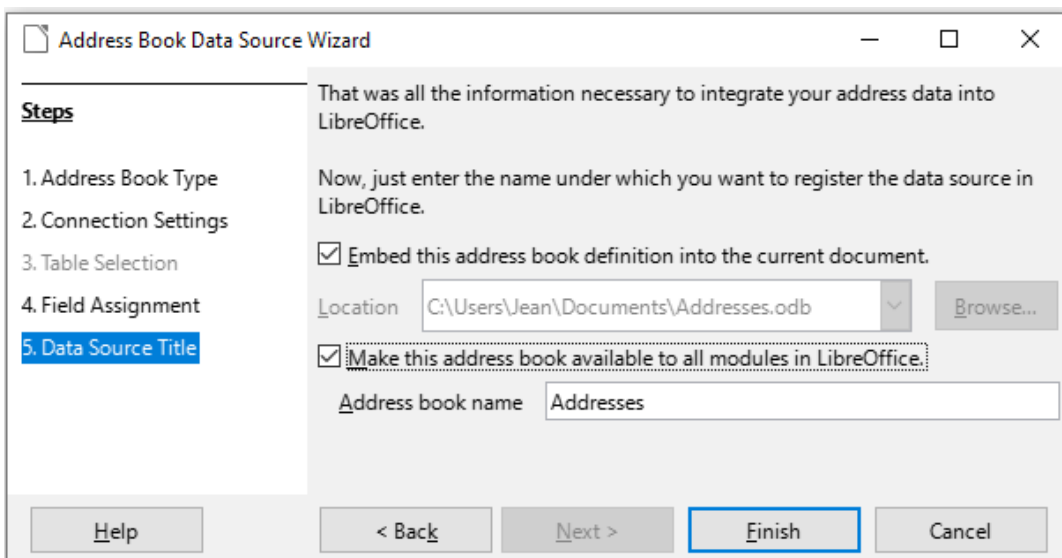 Address Book Data Source Wizard
Steps
1. Address Book Type
2. Connection Settings
3. Table Selection
4. Field Assignment
5. Data Source Title
That was all the information necessary to integrate your address data into
LibreOffice.
Now, just enter the name under which you want to register the data source in
LibreOffice.
Embed this address book definition into the current document.
Location C:\Users\Jean\Documents\Addresses.odb Browse...
Make this address book available to all modules in LibreOffice.
Address book name Addresses
Help < Back Next > Finish Cancel